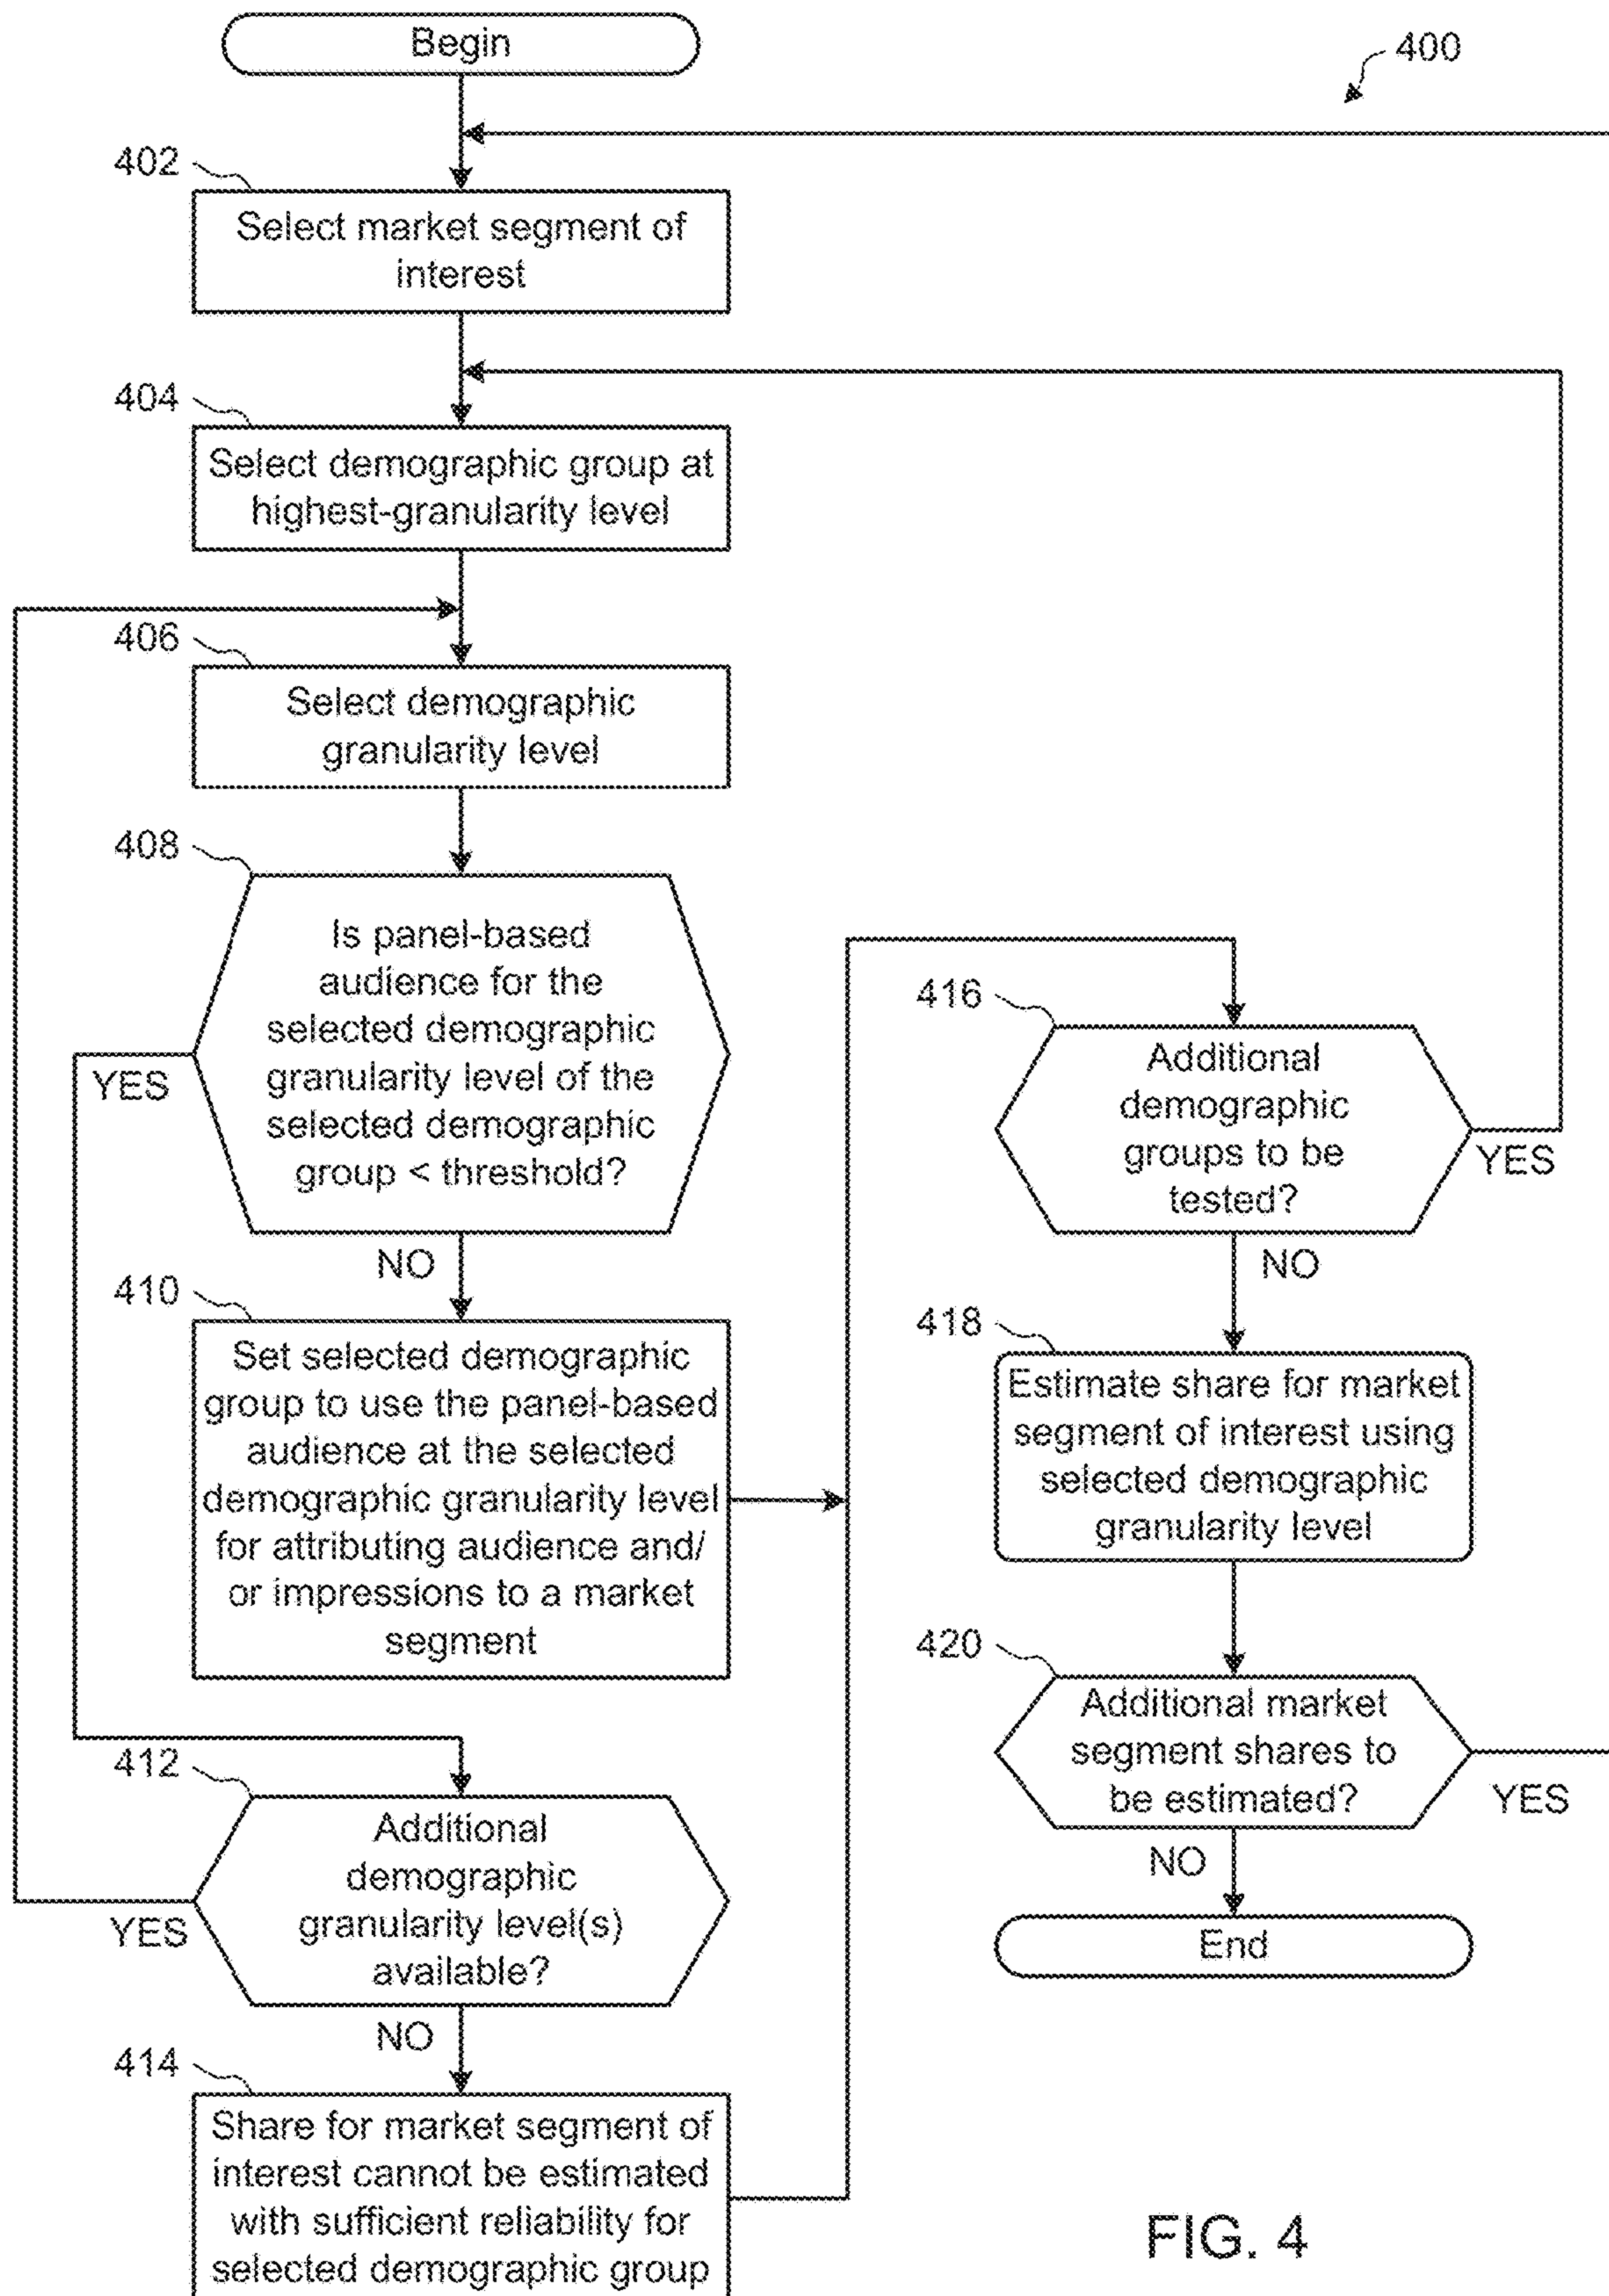 Begin
400
402
Select market segment of
interest
404
Select demographic group at
highest-granularity level
406
Select demographic
granularity level
408
Is panel-based
audience for the
selected demographic
granularity level of the
selected demographic
group < threshold?
YES
NO
410
Set selected demographic
group to use the panel-based
audience at the selected
demographic granularity level
for attributing audience and/
or impressions to a market
segment
412
Additional
demographic
granularity level(s)
available?
YES
NO
414
Share for market segment of
interest cannot be estimated
with sufficient reliability for
selected demographic group
416
Additional
demographic
groups to be
tested?
YES
NO
418
Estimate share for market
segment of interest using
selected demographic
granularity level
420
Additional market
segment shares to
be estimated?
YES
NO
End
FIG. 4